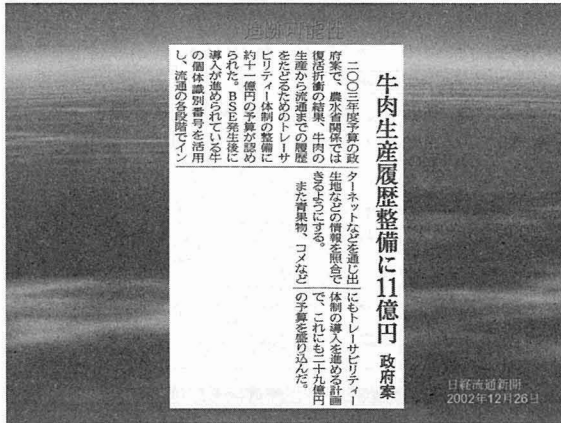 追跡可能性
牛肉生産履歴整備に11億円 政府案
二〇〇三年度予算の政
府案で、農水省関係では
復活折衝の結果、牛肉の
生産から流通までの履歴
をたどるためのトレーサ
ビリティー体制の整備に
約十一億円の予算が認め
られた。BSE発生後に
導入が進められている牛
の個体識別番号を活用
し、流通の各段階でイン
ターネットなどを通じ出
生地などの情報を照合で
きるようにする。
また青果物、コメなど
にもトレーサビリティー
体制の導入を進める計画
で、これにも二十九億円
の予算を盛り込んだ。
日経流通新聞
2002年12月26日